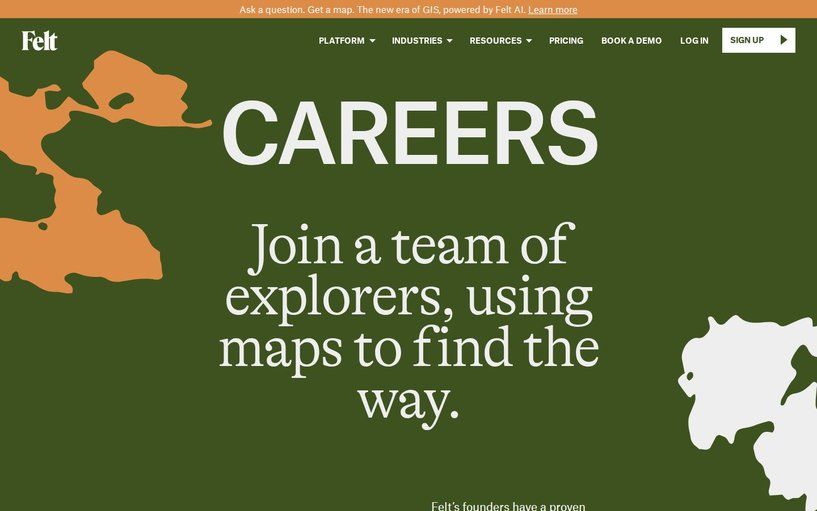 Ask a question. Get a map. The new era of GIS, powered by Felt AI. Learn more
Felt
PLATFORM INDUSTRIES RESOURCES PRICING BOOK A DEMO LOG IN SIGN UP
CAREERS
Join a team of
explorers, using
maps to find the
way.
Felt's founders have a proven